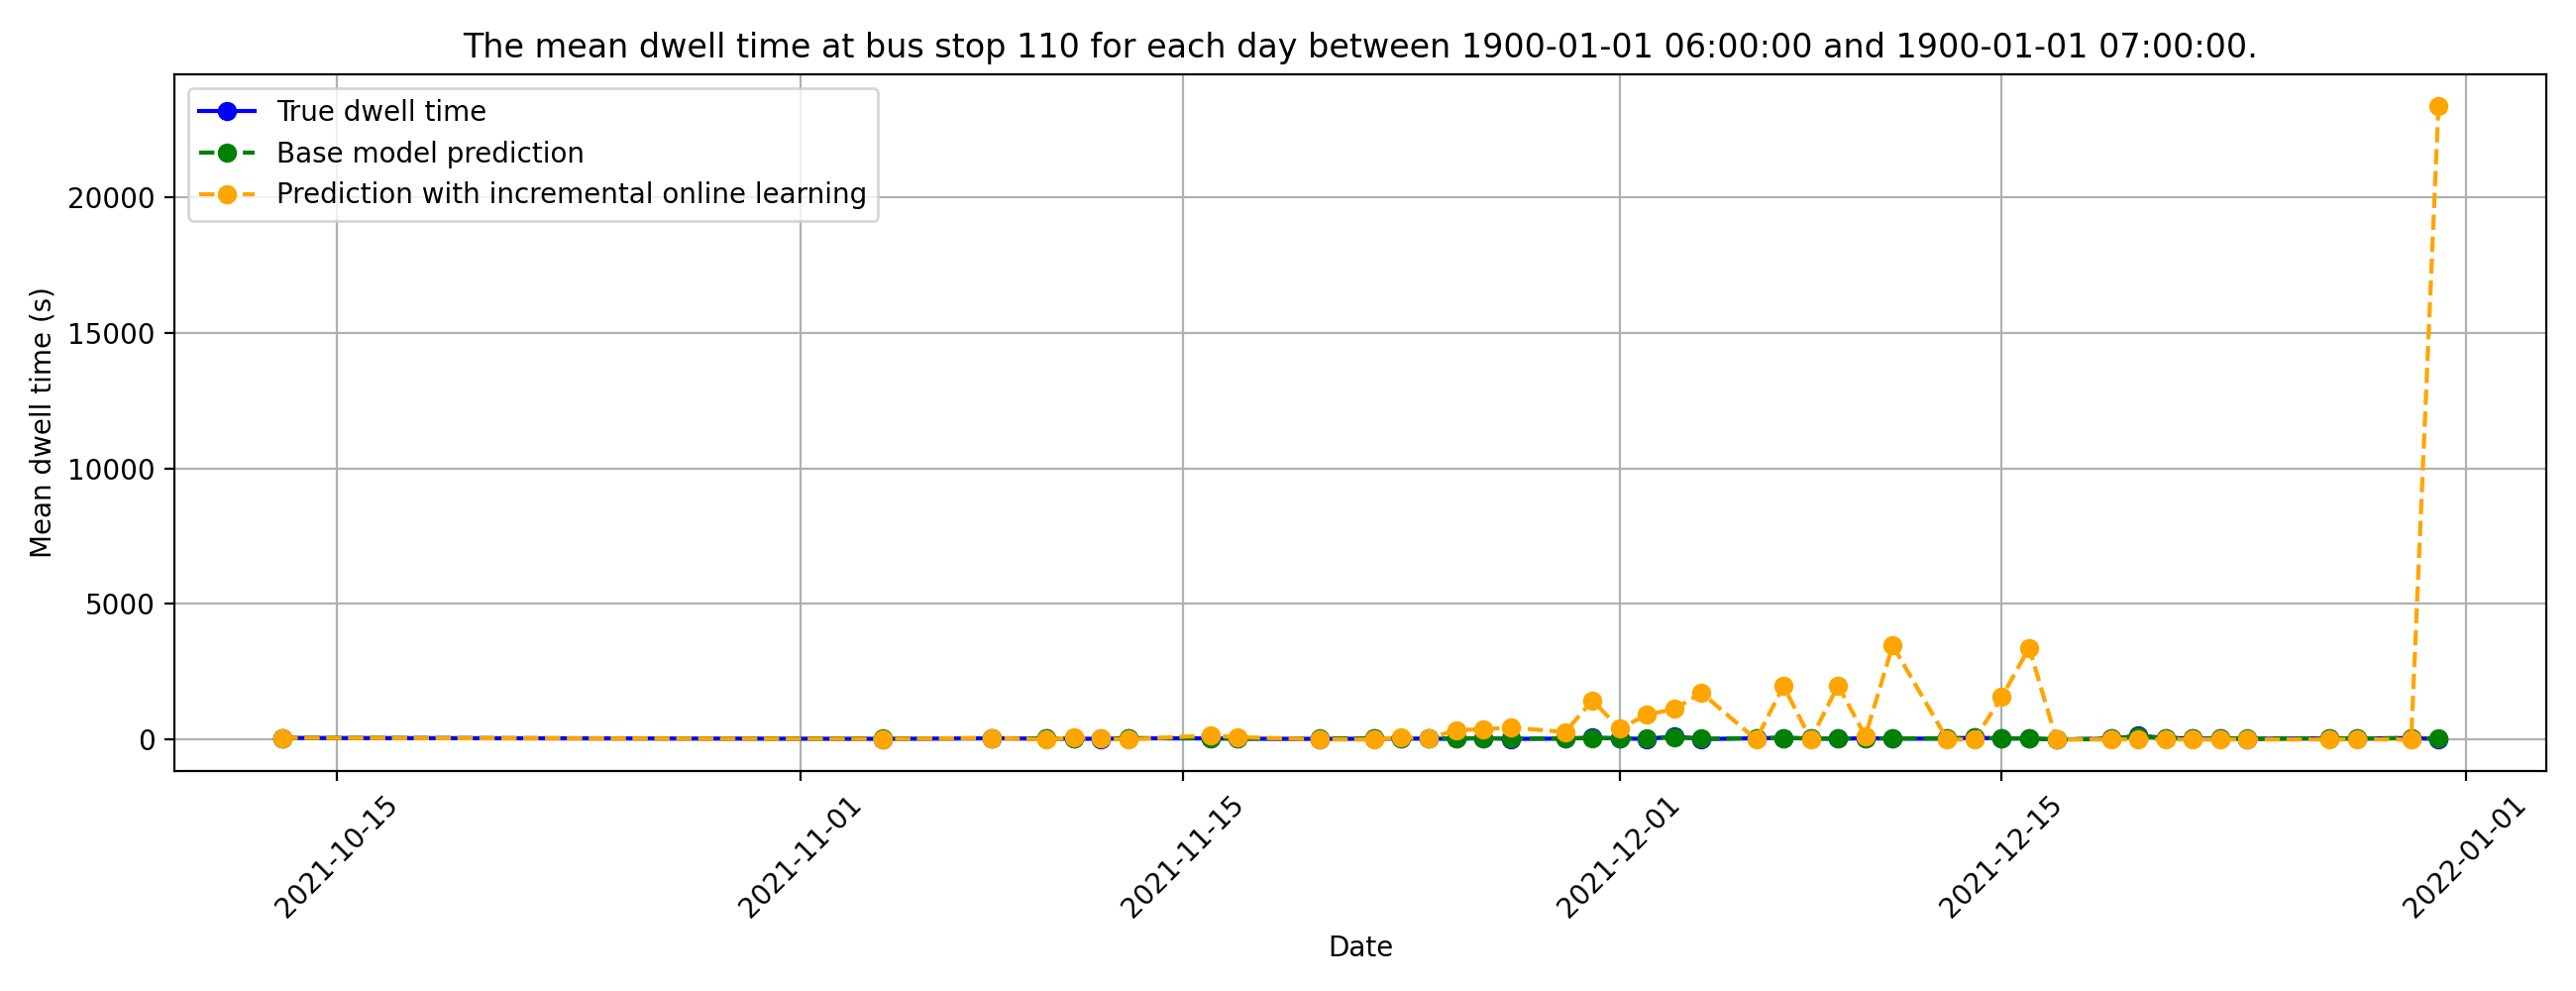 The mean dwell time at bus stop 110 for each day between 1900-01-01 06:00:00 and 1900-01-01 07:00:00.
True dwell time
Base model prediction
Prediction with incremental online learning
Mean dwell time (s)
20000
15000
10000
5000
0
2021-10-15
2021-11-01
2021-11-15
2021-12-01
2021-12-15
2022-01-01
Date